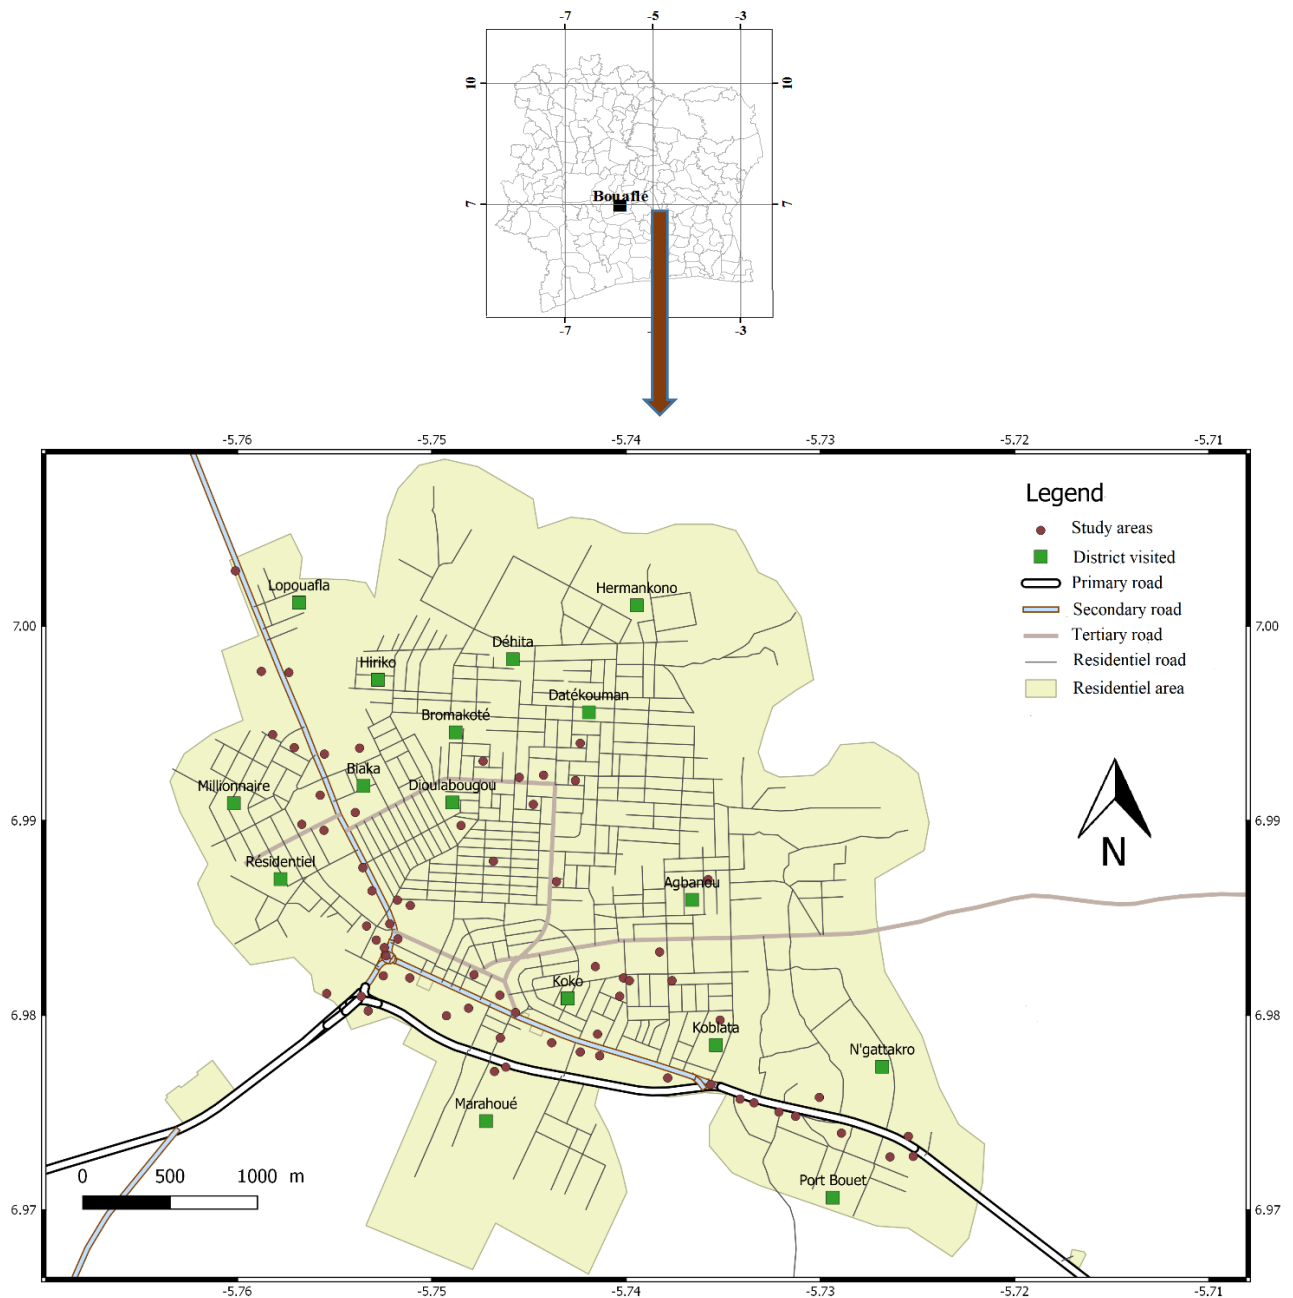 -7 -5 -3
10 10
Bouaflé
7 7
-7 -3
-5.76 -5.75 -5.74 -5.73 -5.72 -5.71
Legend
Study areas
District visited
Primary road
Secondary road
Tertiary road
Residentiel road
Residentiel area
Lopouafla
Hermankono
7.00 7.00
Déhita
Hiriko
Datékouman
Bromakoté
Biaka
Millionnaire
Dioulabougou
6.99 6.99
N
Résidentiel
Agbanou
Koko
6.98 6.98
Koblata
N'gattakro
Marahoué
0 500 1000 m
Port Bouet
6.97 6.97
-5.76 -5.75 -5.74 -5.73 -5.72 -5.71